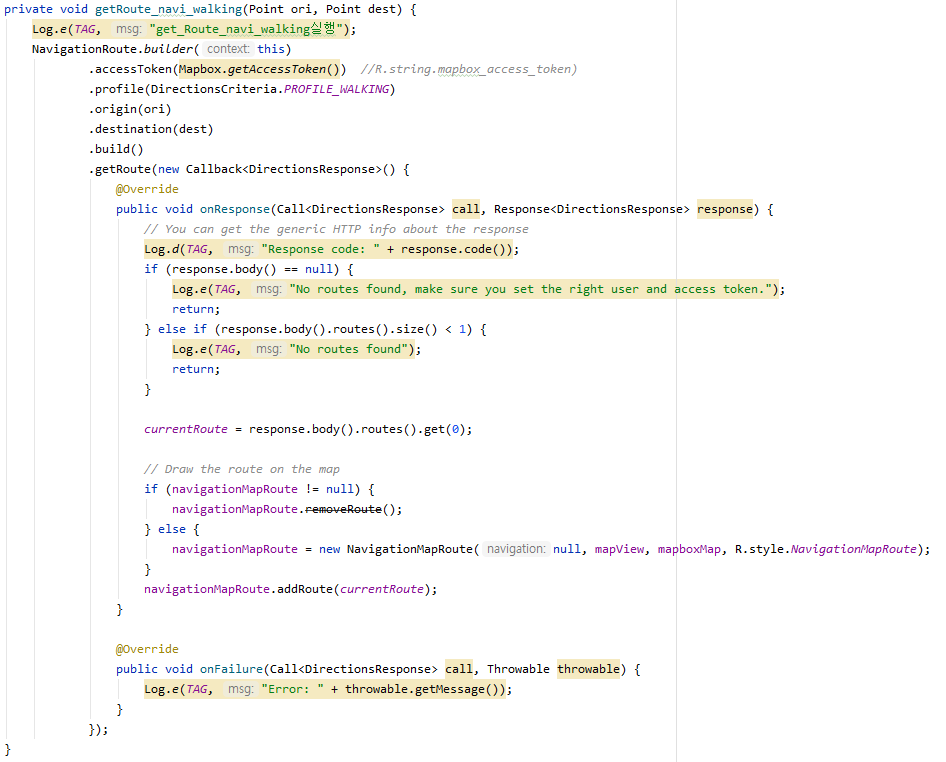 private void getRoute_navi_walking(Point ori, Point dest) {
Log.e(TAG, msg: "get_Route_navi_walking실행");
NavigationRoute.builder( context: this)
.accessToken(Mapbox.getAccessToken()) //R.string.mapbox_access_token)
.profile(DirectionsCriteria.PROFILE_WALKING)
.origin(ori)
.destination(dest)
.build()
.getRoute(new Callback<DirectionsResponse>() {
@Override
public void onResponse(Call<DirectionsResponse> call, Response<DirectionsResponse> response) {
// You can get the generic HTTP info about the response
Log.d(TAG, msg: "Response code: " + response.code());
if (response.body() == null) {
Log.e(TAG, msg: "No routes found, make sure you set the right user and access token.");
return;
} else if (response.body().routes().size() < 1) {
Log.e(TAG, msg: "No routes found");
return;
}
currentRoute = response.body().routes().get(0);
// Draw the route on the map
if (navigationMapRoute != null) {
navigationMapRoute.removeRoute();
} else {
navigationMapRoute = new NavigationMapRoute( navigation: null, mapView, mapboxMap, R.style.NavigationMapRoute);
}
navigationMapRoute.addRoute(currentRoute);
}
@Override
public void onFailure(Call<DirectionsResponse> call, Throwable throwable) {
Log.e(TAG, msg: "Error: " + throwable.getMessage());
}
});
}